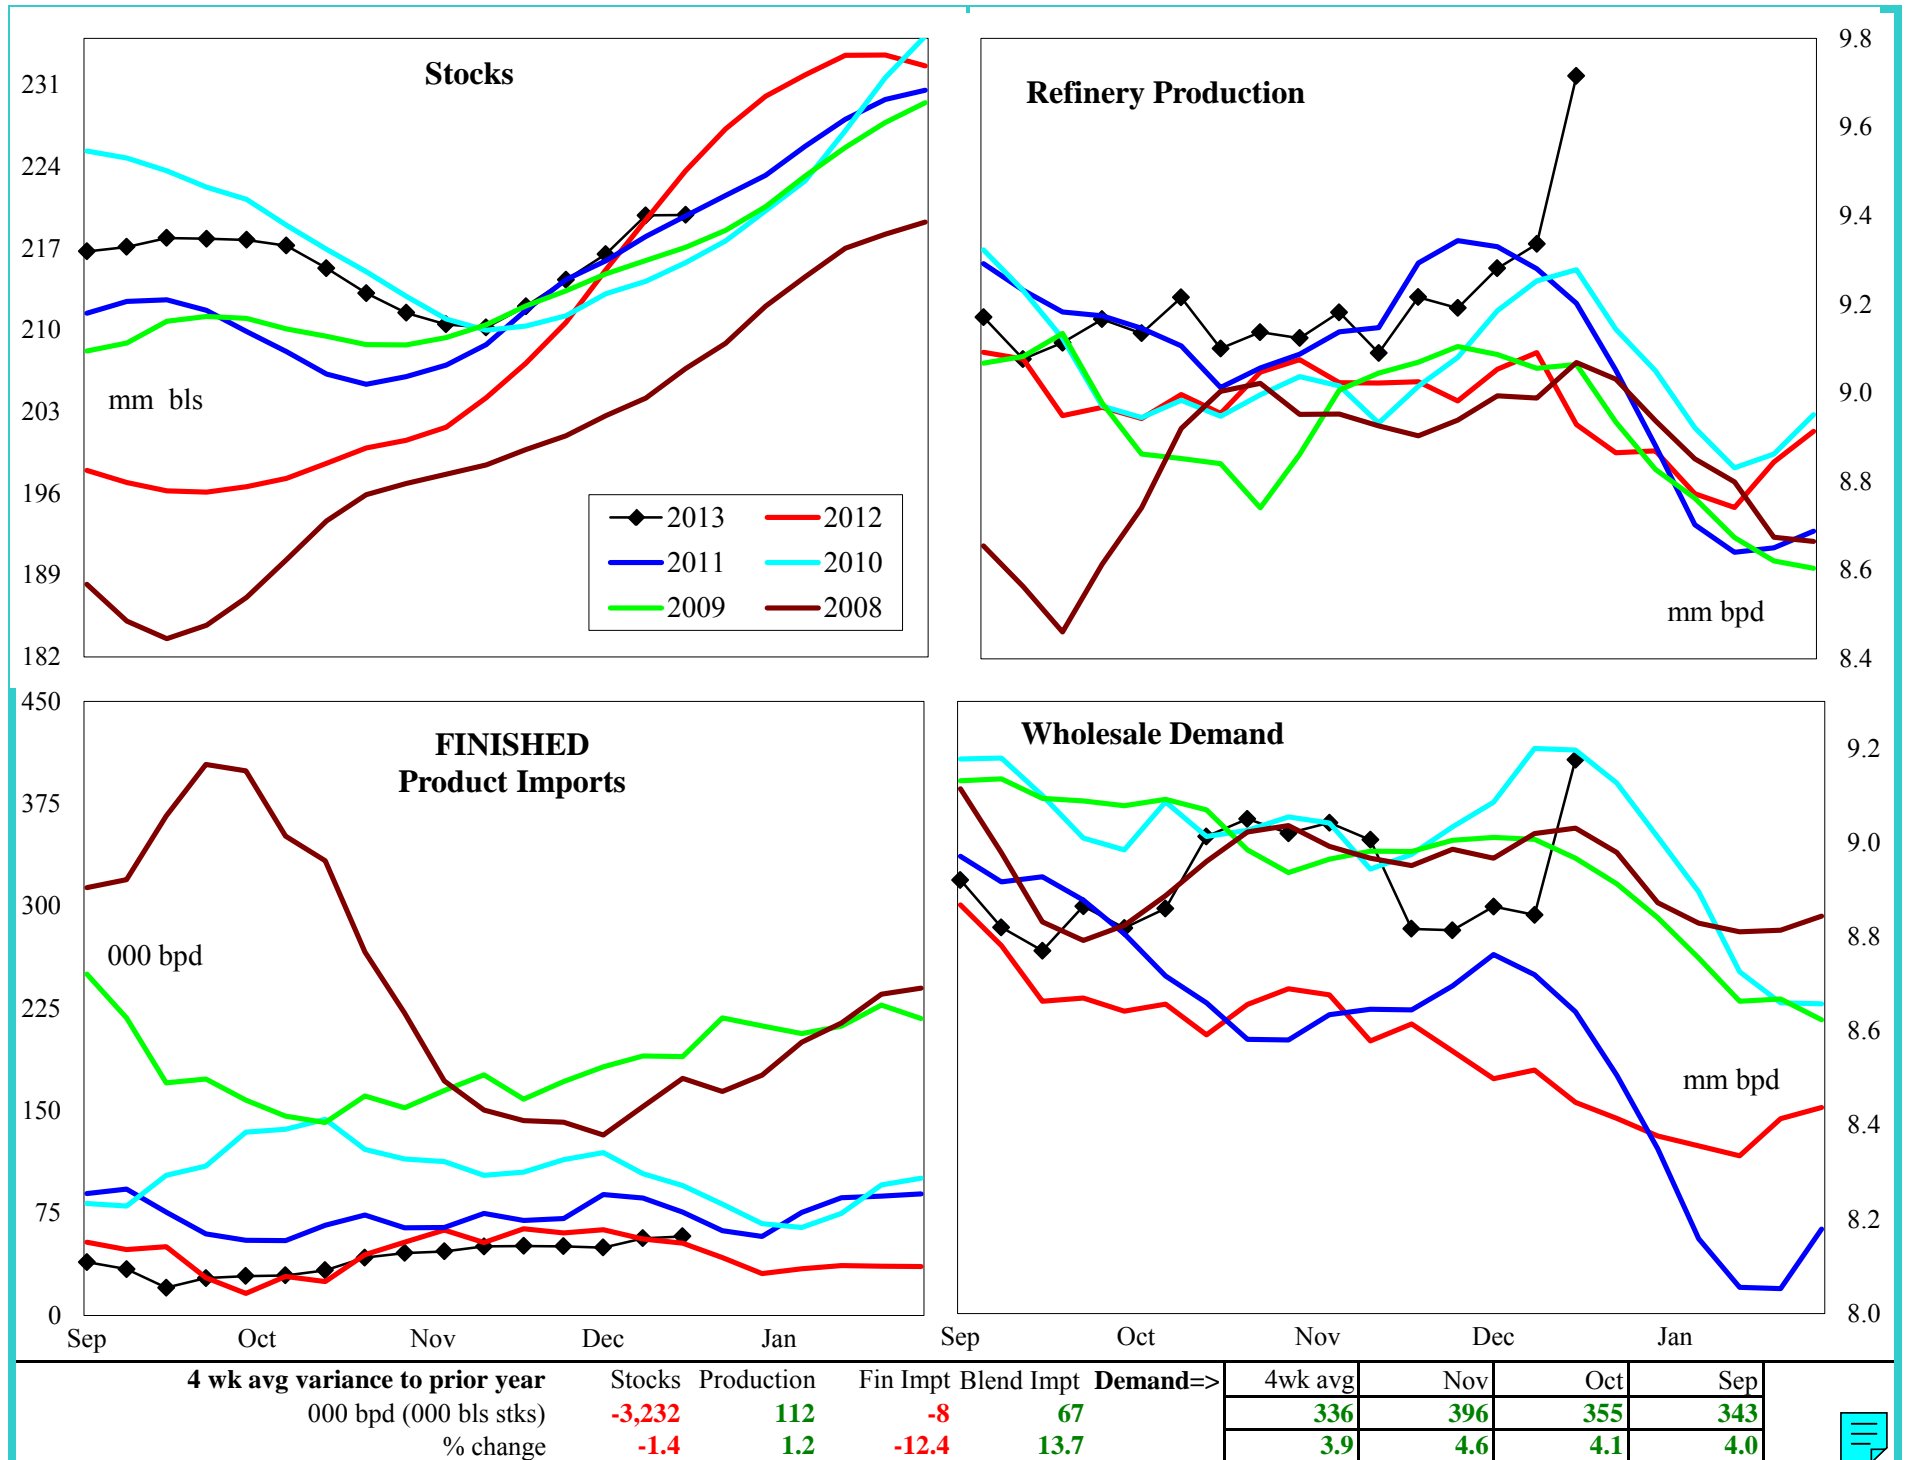 Stocks
231
224
217
210
203
196
189
182
mm bls
2013
2012
2011
2010
2009
2008
Refinery Production
9.8
9.6
9.4
9.2
9.0
8.8
8.6
8.4
mm bpd
FINISHED
Product Imports
450
375
300
225
150
75
0
000 bpd
Sep Oct Nov Dec Jan
Wholesale Demand
9.2
9.0
8.8
8.6
8.4
8.2
8.0
mm bpd
Sep Oct Nov Dec Jan
4 wk avg variance to prior year Stocks Production Fin Impt Blend Impt Demand=> 4wk avg Nov Oct Sep
000 bpd (000 bls stks) -3,232 112 -8 67 336 396 355 343
% change -1.4 1.2 -12.4 13.7 3.9 4.6 4.1 4.0